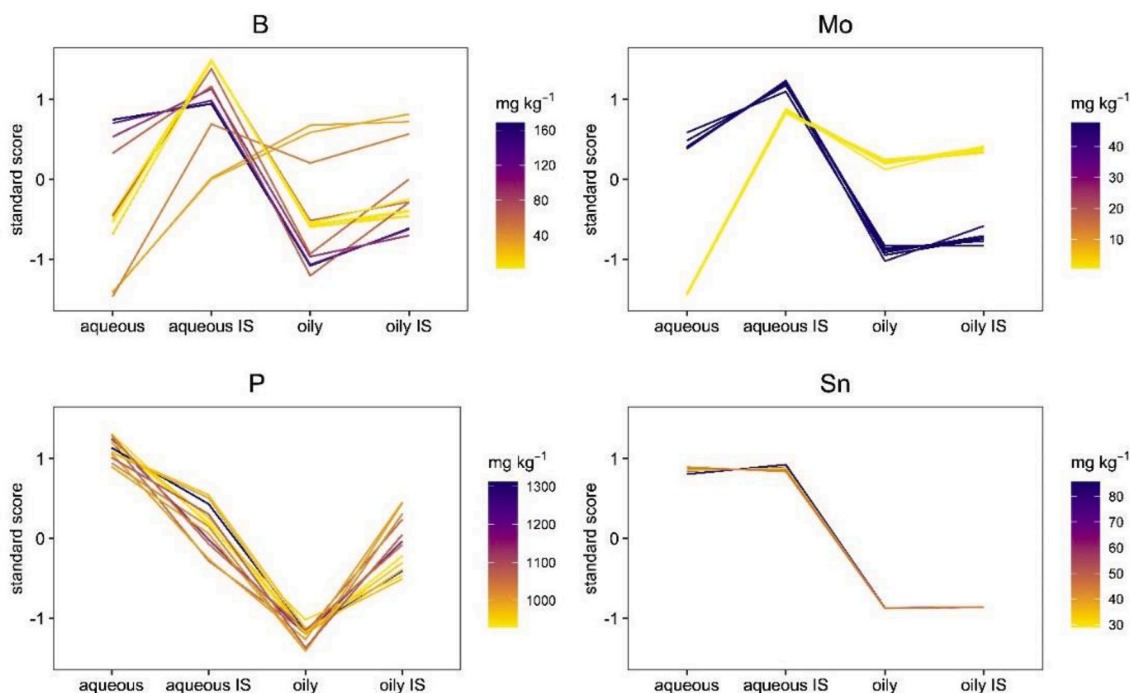 B
standard score
1
0
-1
aqueous
aqueous IS
oily
oily IS
mg kg⁻¹
160
120
80
40
Mo
standard score
1
0
-1
aqueous
aqueous IS
oily
oily IS
mg kg⁻¹
40
30
20
10
P
standard score
1
0
-1
aqueous
aqueous IS
oily
oily IS
mg kg⁻¹
1300
1200
1100
1000
Sn
standard score
1
0
-1
aqueous
aqueous IS
oily
oily IS
mg kg⁻¹
80
70
60
50
40
30